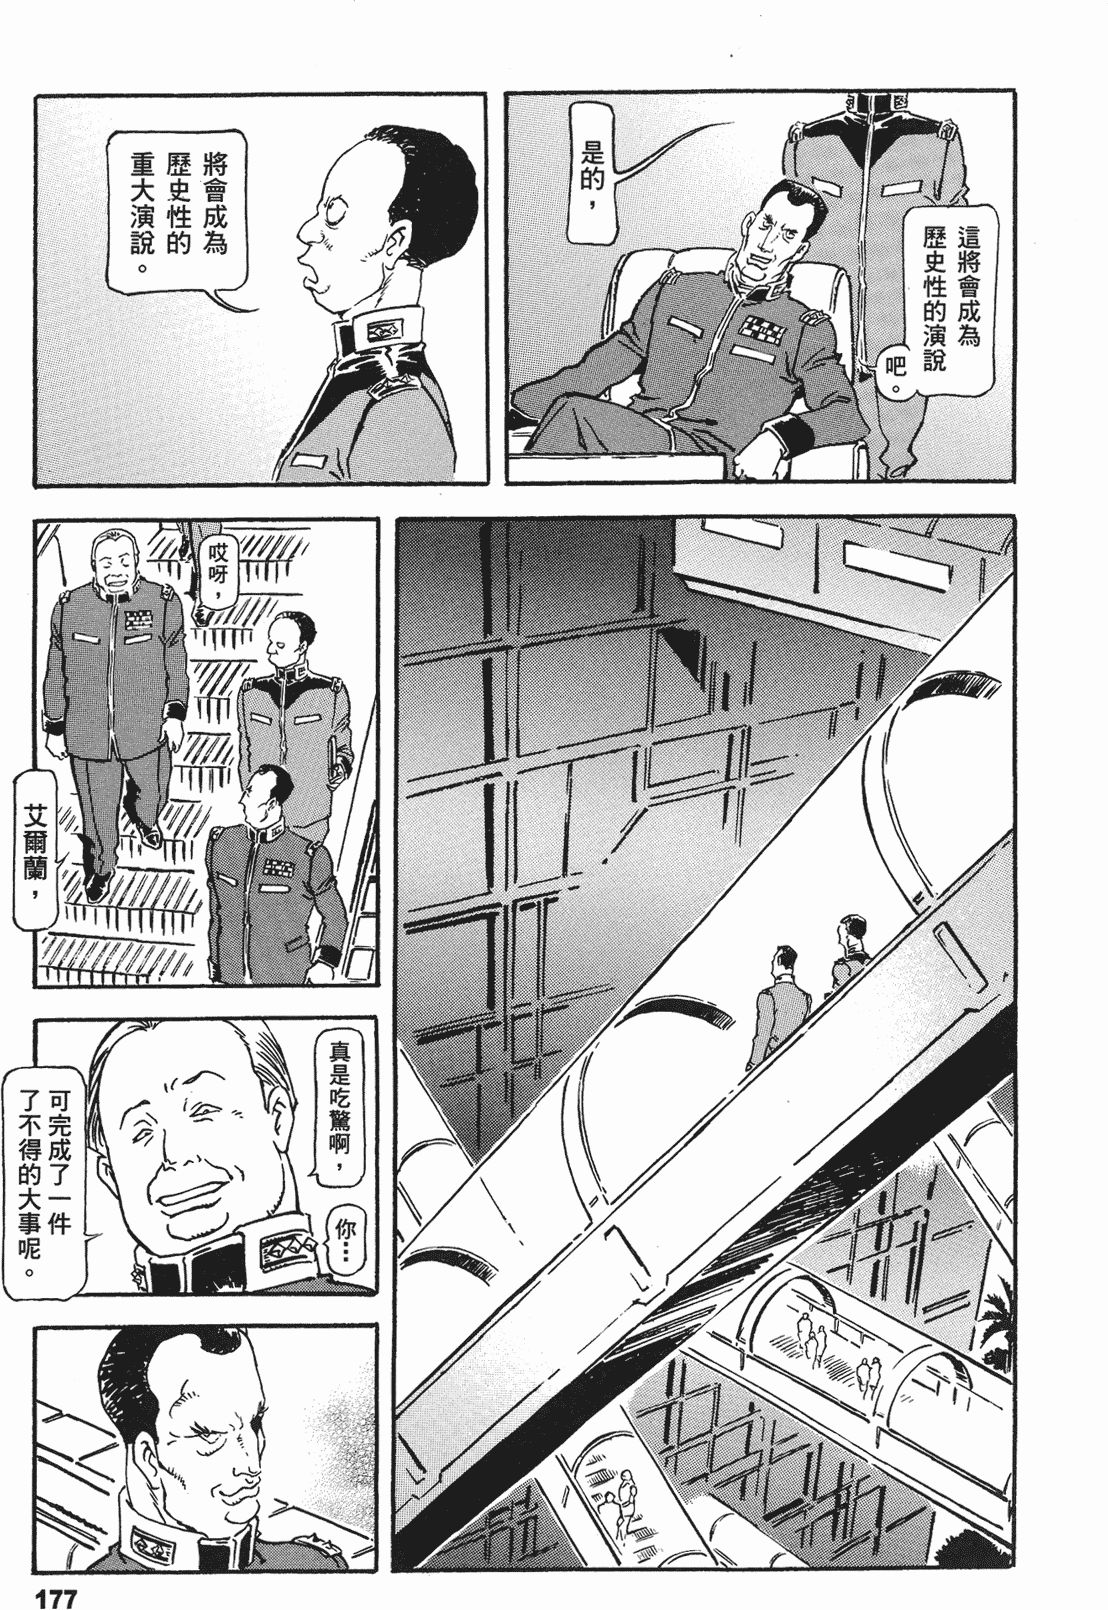 這將會成為
歷史性的演說
吧。
是的，
將會成為
歷史性的
重大演說。
哎呀，
艾爾蘭，
真是吃驚啊，
你…
可完成了一件
了不得的大事呢。
177